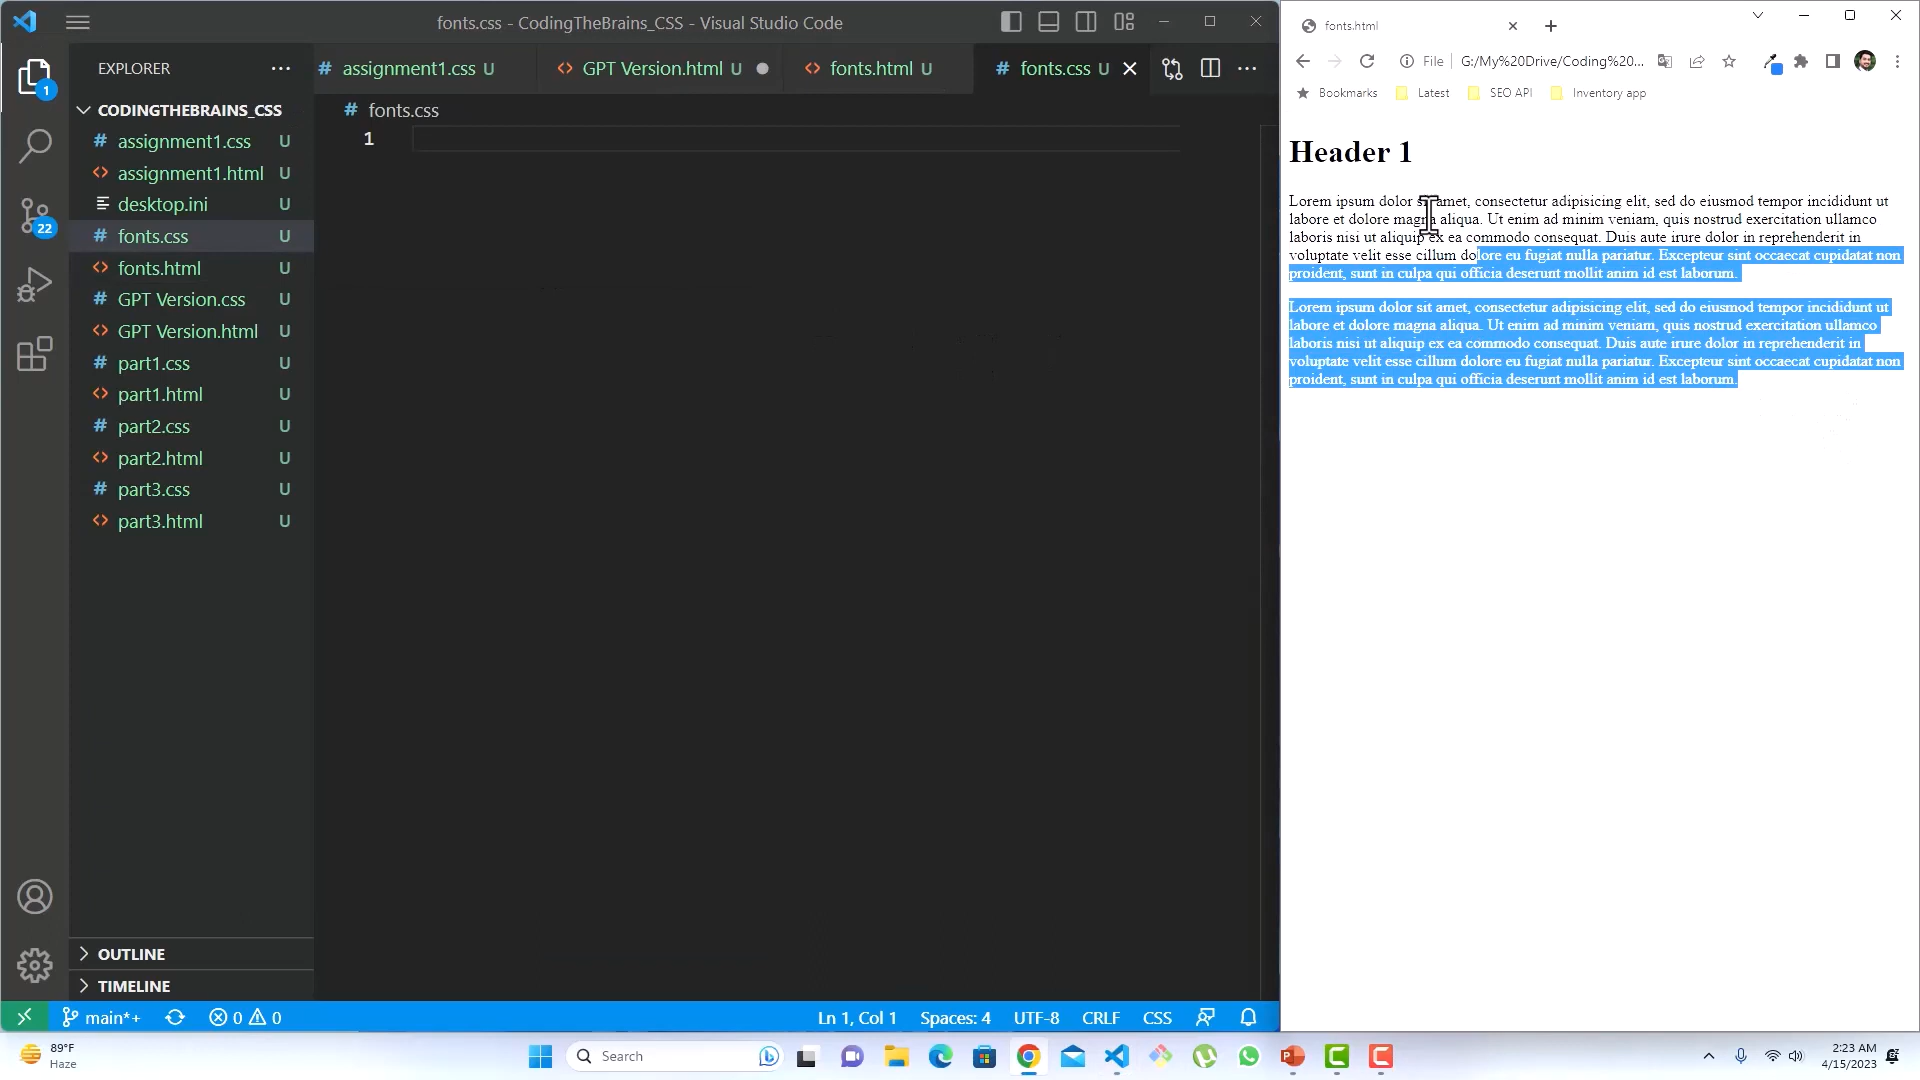 fonts.css - CodingTheBrains_CSS - Visual Studio Code
EXPLORER
assignment1.css U
GPT Version.html U
fonts.html U
fonts.css U
CODINGTHEBRAINS_CSS
assignment1.css U
assignment1.html U
desktop.ini U
fonts.css U
fonts.html U
GPT Version.css U
GPT Version.html U
part1.css U
part1.html U
part2.css U
part2.html U
part3.css U
part3.html U
1
22
OUTLINE
TIMELINE
# fonts.css
1
main*+
0 0
Ln 1, Col 1
Spaces: 4
UTF-8
CRLF
CSS
fonts.html
File G:/My%20Drive/Coding%20...
Bookmarks
Latest
SEO API
Inventory app
Header 1
Lorem ipsum dolor sit amet, consectetur adipisicing elit, sed do eiusmod tempor incididunt ut
labore et dolore magna aliqua. Ut enim ad minim veniam, quis nostrud exercitation ullamco
laboris nisi ut aliquip ex ea commodo consequat. Duis aute irure dolor in reprehenderit in
voluptate velit esse cillum dolore eu fugiat nulla pariatur. Excepteur sint occaecat cupidatat non
proident, sunt in culpa qui officia deserunt mollit anim id est laborum.
Lorem ipsum dolor sit amet, consectetur adipisicing elit, sed do eiusmod tempor incididunt ut
labore et dolore magna aliqua. Ut enim ad minim veniam, quis nostrud exercitation ullamco
laboris nisi ut aliquip ex ea commodo consequat. Duis aute irure dolor in reprehenderit in
voluptate velit esse cillum dolore eu fugiat nulla pariatur. Excepteur sint occaecat cupidatat non
proident, sunt in culpa qui officia deserunt mollit anim id est laborum.
89°F
Haze
Search
2:23 AM
4/15/2023